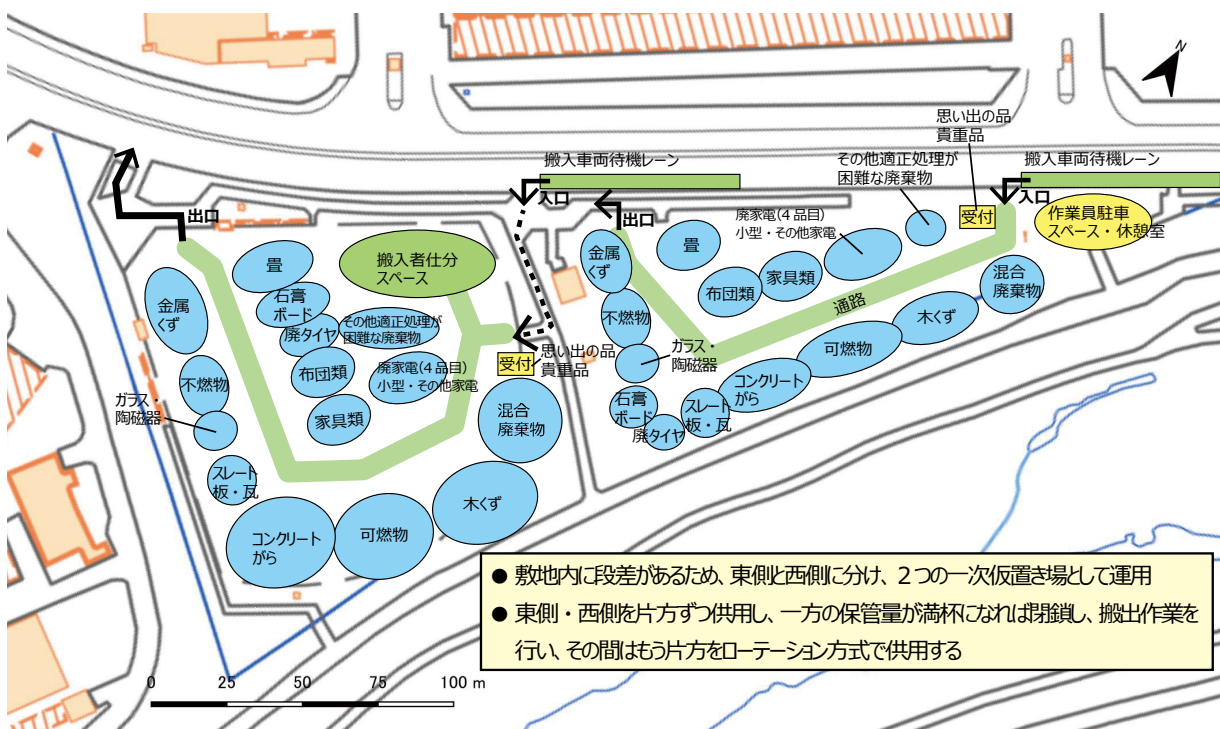 N
思い出の品
貴重品
搬入車両待機レーン
その他適正処理が
困難な廃棄物
搬入車両待機レーン
入口
出口
入口
出口
受付
作業員駐車
スペース・休憩室
廃家電(4品目)
小型・その他家電
畳
金属
くず
家具類
布団類
混合
廃棄物
通路
木くず
不燃物
可燃物
ガラス・
陶磁器
コンクリート
がら
石膏
ボード
スレート
板・瓦
廃タイヤ
畳
搬入者仕分
スペース
金属
くず
石膏
ボード
廃タイヤ
その他適正処理が
困難な廃棄物
受付
思い出の品
貴重品
布団類
廃家電(4品目)
小型・その他家電
不燃物
ガラス・
陶磁器
家具類
混合
廃棄物
スレート
板・瓦
木くず
コンクリート
がら
可燃物
● 敷地内に段差があるため、東側と西側に分け、2つの一次仮置き場として運用
● 東側・西側を片方ずつ供用し、一方の保管量が満杯になれば閉鎖し、搬出作業を
行い、その間はもう片方をローテーション方式で供用する
0 25 50 75 100 m